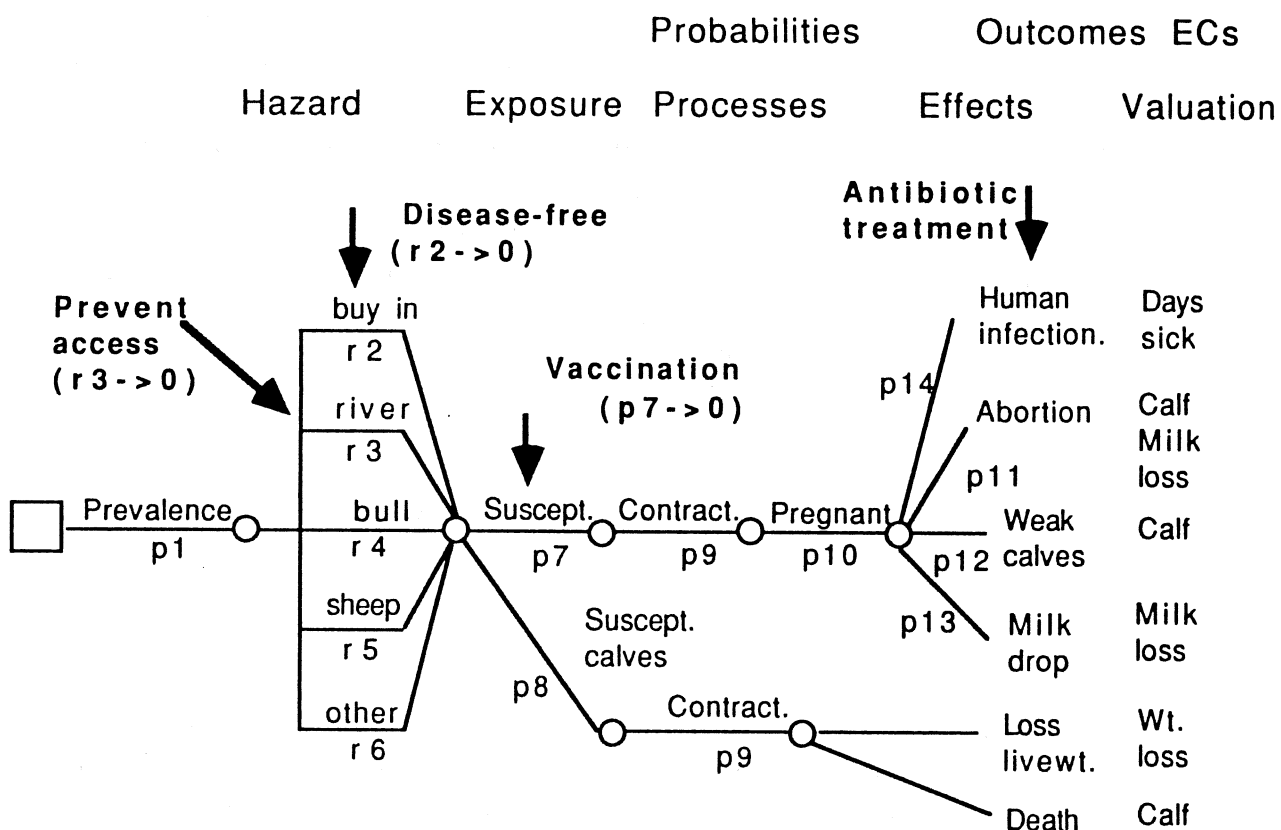 Probabilities Outcomes ECs
Hazard Exposure Processes Effects Valuation
Antibiotic
treatment
Disease-free
(r2->0)
Prevent
access
(r3->0)
buy in
r2
Human
infection.
Days
sick
Vaccination
(p7->0)
p14
river
r3
Abortion
Calf
Milk
loss
p11
Prevalence
p1
bull
r4
Suscept.
p7
Contract.
p9
Pregnant
p10
p12
Weak
calves
Calf
sheep
r5
Suscept.
calves
p13
Milk
drop
Milk
loss
p8
other
r6
Contract.
p9
Loss
livewt.
Wt.
loss
Death
Calf